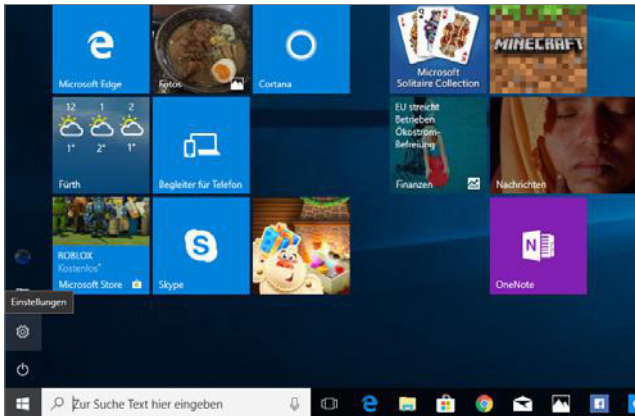 Microsoft Edge
Fotos
Cortana
Microsoft
Solitaire Collection
MINECRAFT
12 1 2
1° 2° 1°
Fürth
Begleiter für Telefon
EU streicht
Betrieben
Ökostrom-
Befreiung
Finanzen
Nachrichten
ROBLOX
Kostenlos*
Microsoft Store
Skype
N
OneNote
Einstellungen
Zur Suche Text hier eingeben